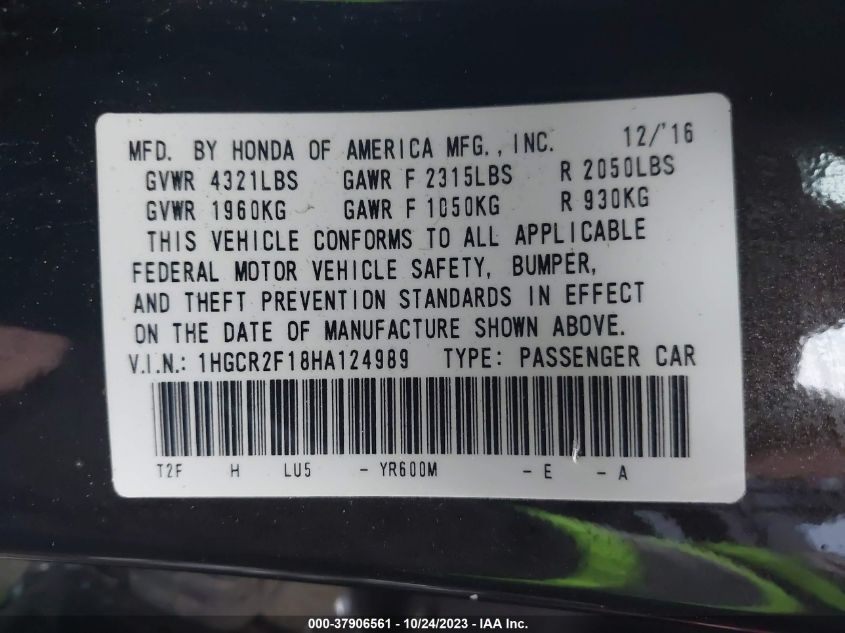 MFD. BY HONDA OF AMERICA MFG., INC. 12/'16
GVWR 4321LBS GAWR F 2315LBS R 2050LBS
GVWR 1960KG GAWR F 1050KG R 930KG
THIS VEHICLE CONFORMS TO ALL APPLICABLE
FEDERAL MOTOR VEHICLE SAFETY, BUMPER,
AND THEFT PREVENTION STANDARDS IN EFFECT
ON THE DATE OF MANUFACTURE SHOWN ABOVE.
V.I.N.: 1HGCR2F18HA124989 TYPE: PASSENGER CAR
T2F H LU5 - YR600M - E - A
000-37906561 - 10/24/2023 - IAA Inc.